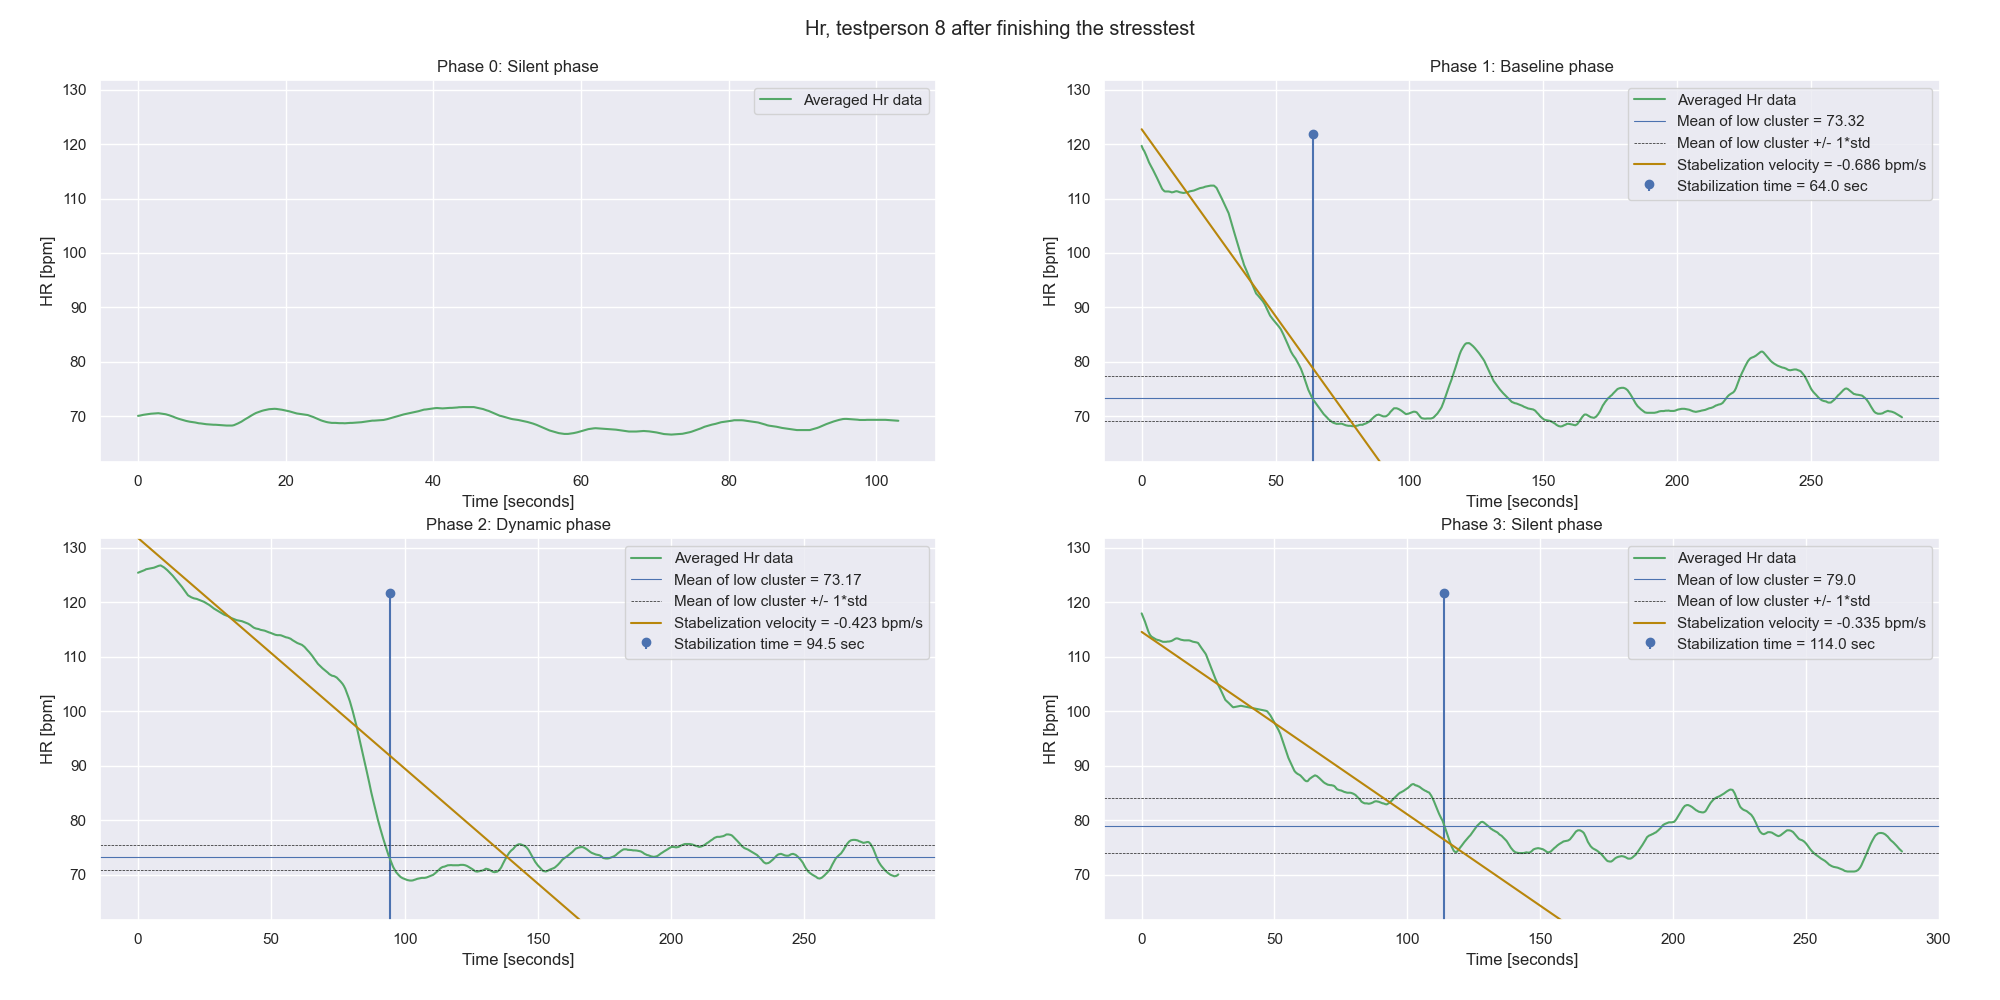 Hr, testperson 8 after finishing the stresstest
Phase 0: Silent phase
130
120
110
100
90
80
70
HR [bpm]
Averaged Hr data
0 20 40 60 80 100
Time [seconds]
Phase 1: Baseline phase
130
120
110
100
90
80
70
HR [bpm]
Averaged Hr data
Mean of low cluster = 73.32
Mean of low cluster +/- 1*std
Stabelization velocity = -0.686 bpm/s
Stabilization time = 64.0 sec
0 50 100 150 200 250
Time [seconds]
Phase 2: Dynamic phase
130
120
110
100
90
80
70
HR [bpm]
Averaged Hr data
Mean of low cluster = 73.17
Mean of low cluster +/- 1*std
Stabelization velocity = -0.423 bpm/s
Stabilization time = 94.5 sec
0 50 100 150 200 250
Time [seconds]
Phase 3: Silent phase
130
120
110
100
90
80
70
HR [bpm]
Averaged Hr data
Mean of low cluster = 79.0
Mean of low cluster +/- 1*std
Stabelization velocity = -0.335 bpm/s
Stabilization time = 114.0 sec
0 50 100 150 200 250 300
Time [seconds]